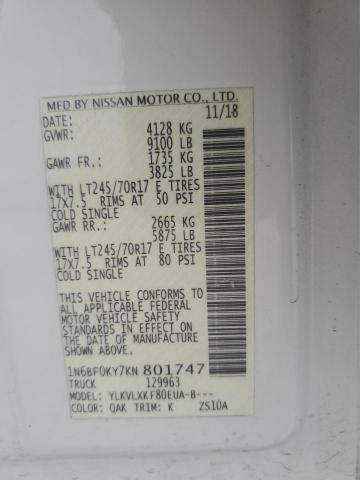 MFD BY NISSAN MOTOR CO., LTD.
DATE: 11/18
GVWR: 4128 KG
9100 LB
GAWR FR: 1735 KG
3825 LB
WITH LT245/70R17 E TIRES
17X7.5 RIMS AT 50 PSI
COLD SINGLE
GAWR RR: 2665 KG
5875 LB
WITH LT245/70R17 E TIRES
17X7.5 RIMS AT 80 PSI
COLD SINGLE
THIS VEHICLE CONFORMS TO
ALL APPLICABLE FEDERAL
MOTOR VEHICLE SAFETY
STANDARDS IN EFFECT ON
THE DATE OF MANUFACTURE
SHOWN ABOVE:
1N6BF0KY7KN 801747
TRUCK 129963
MODEL: YLKVLXKF80EUA-B---
COLOR: QAK TRIM: K ZS10A